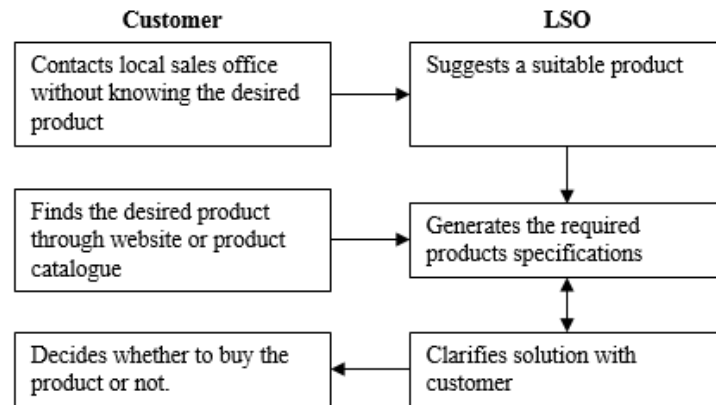 Customer
LSO
Contacts local sales office
without knowing the desired
product
Suggests a suitable product
Finds the desired product
through website or product
catalogue
Generates the required
products specifications
Decides whether to buy the
product or not.
Clarifies solution with
customer